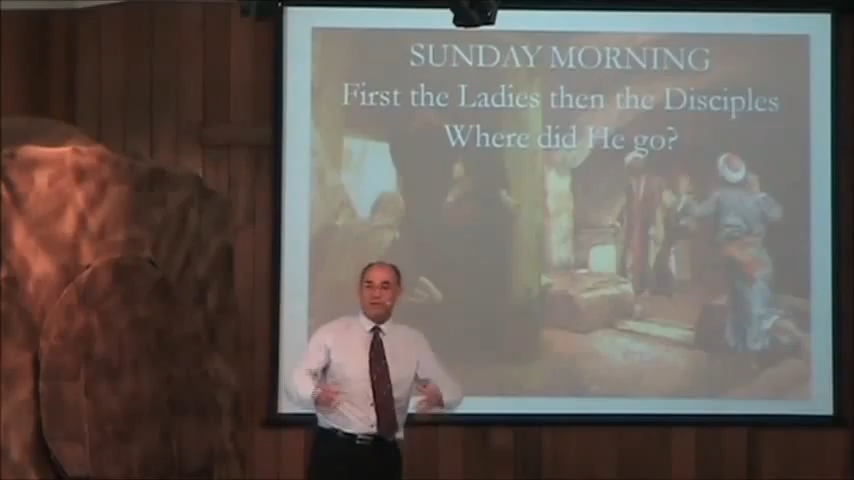 SUNDAY MORNING
First the Ladies then the Disciples
Where did He go?